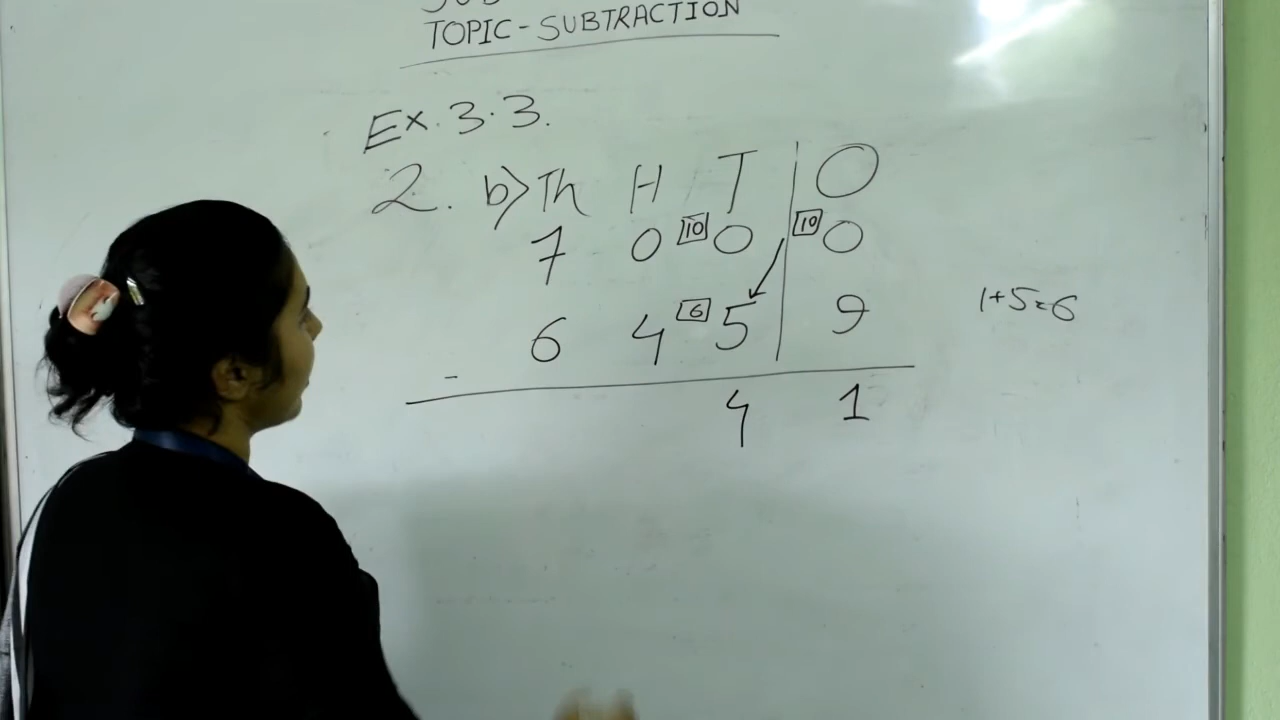 TOPIC - SUBTRACTION
Ex. 3.3.
2. b) Th H T O
7 0 10 0 10 0
6 4 6 5 9
1+5=6
-
4 1